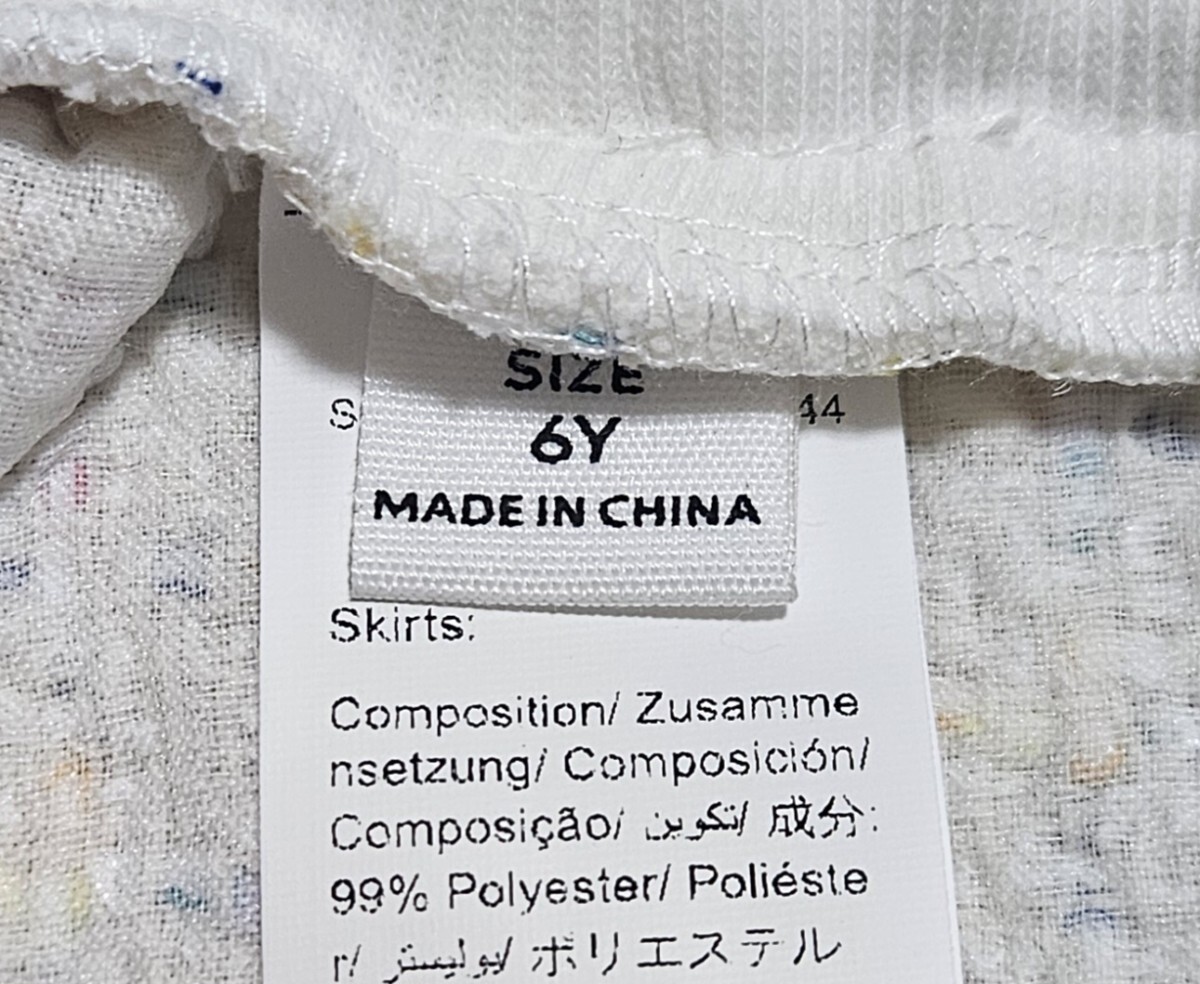 SIZE
6Y
MADE IN CHINA
S
44
Skirts:
Composition/ Zusamme
nsetzung/ Composición/
Composição/ تكوين/ 成分:
99% Polyester/ Poliéste
r/ بوليستر/ ポリエステル